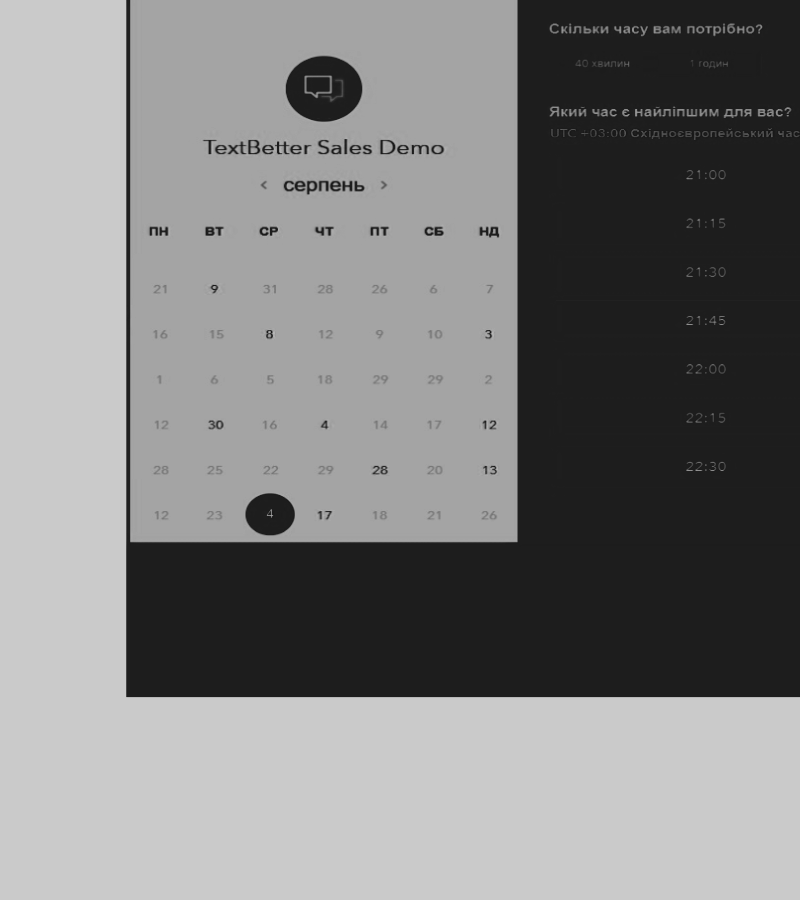 TextBetter Sales Demo
‹ серпень ›
ПН ВТ СР ЧТ ПТ СБ НД
21 9 31 28 26 6 7
16 15 8 12 9 10 3
1 6 5 18 29 29 2
12 30 16 4 14 17 12
28 25 22 29 28 20 13
12 23 4 17 18 21 26
Скільки часу вам потрібно?
40 хвилин 1 годин
Який час є найліпшим для вас?
UTC +03:00 Східноєвропейський час
21:00
21:15
21:30
21:45
22:00
22:15
22:30